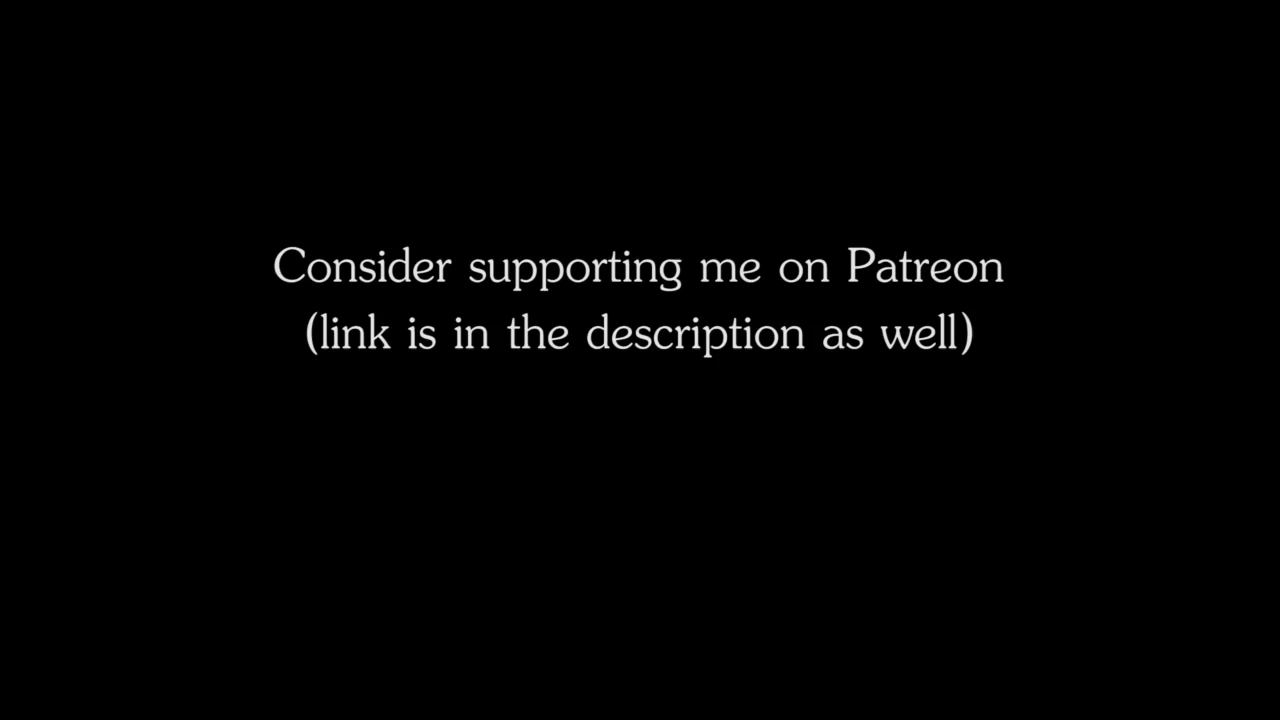 Consider supporting me on Patreon
(link is in the description as well)